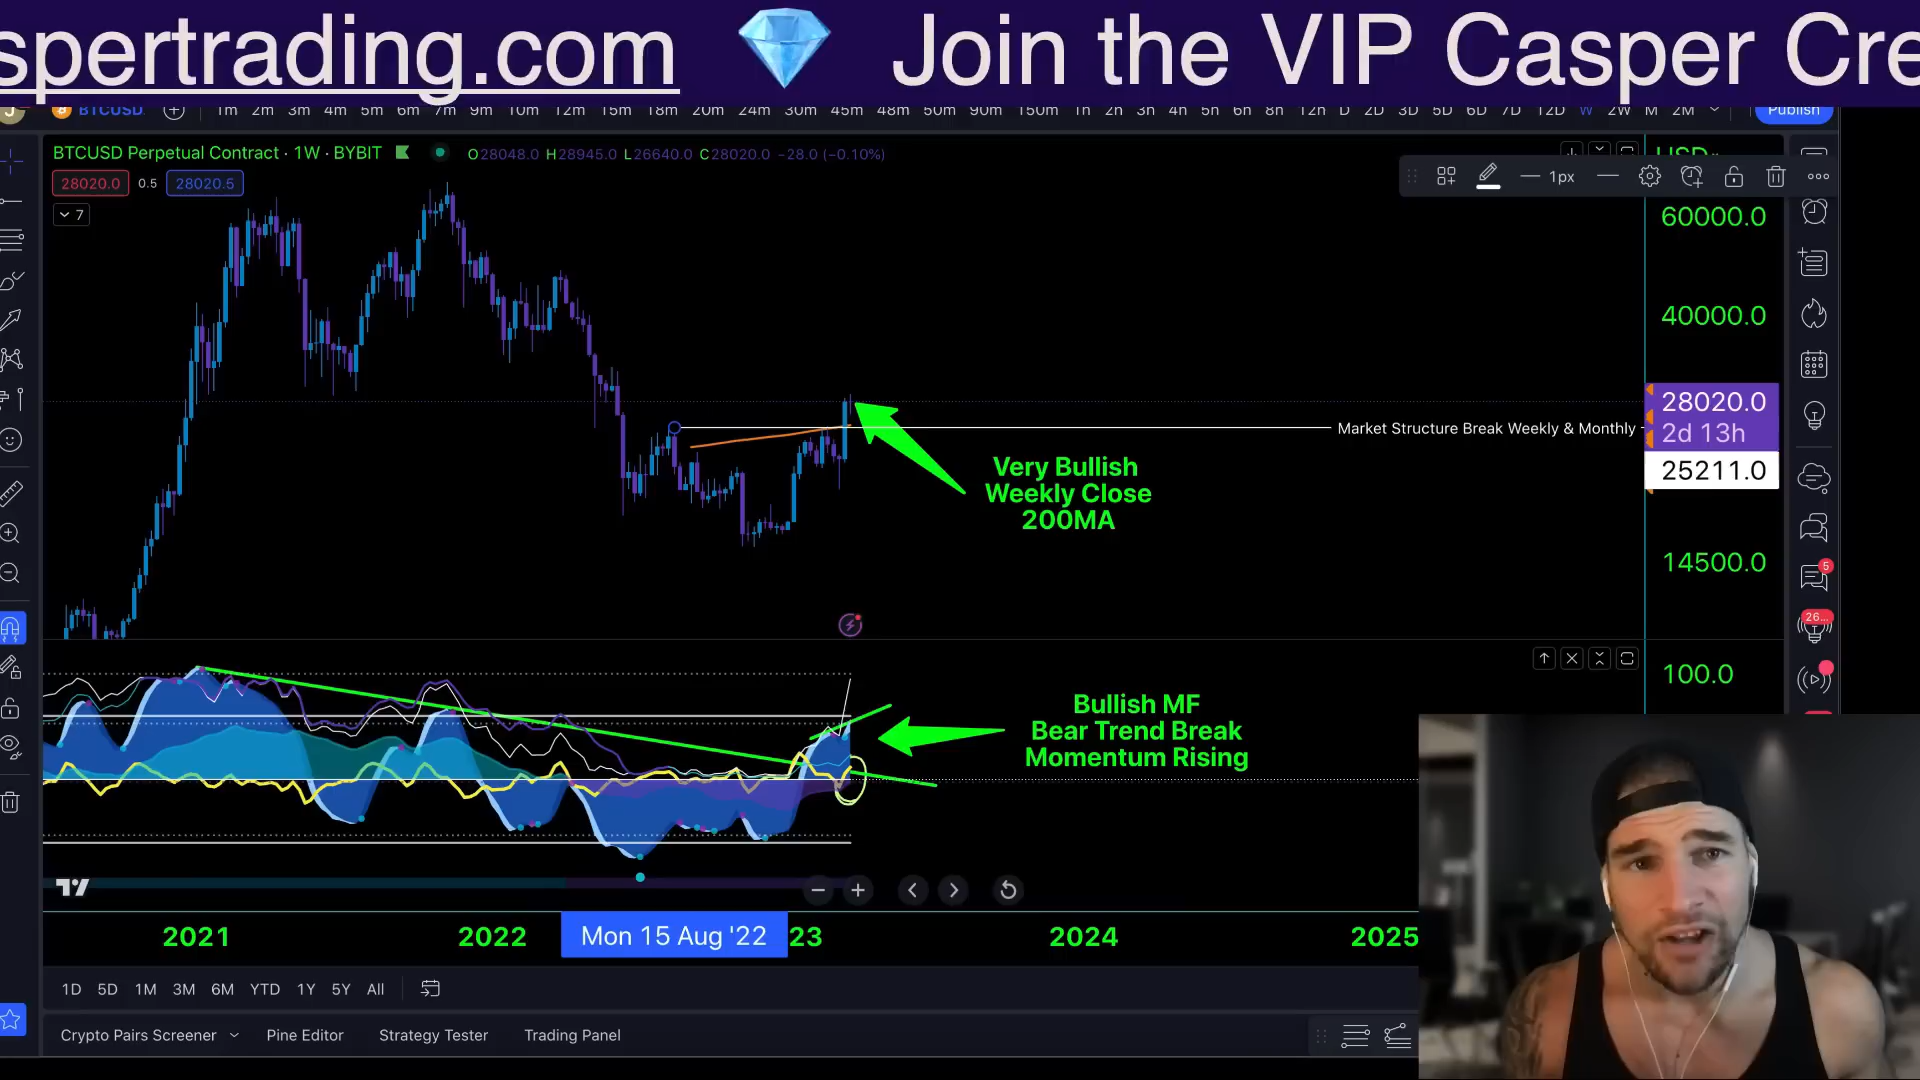 spertrading.com 💎 Join the VIP Casper Cre
BTCUSD 1m 2m 3m 4m 5m 6m 7m 9m 10m 12m 15m 18m 20m 24m 30m 45m 48m 50m 90m 150m 1h 2h 3h 4h 5h 6h 8h 12h D 2D 3D 5D 6D 7D 12D W 2W M 2M Publish
BTCUSD Perpetual Contract · 1W · BYBIT O28048.0 H28945.0 L26640.0 C28020.0 −28.0 (−0.10%)
USD
28020.0 0.5 28020.5
1px
7
60000.0
40000.0
28020.0
2d 13h
Market Structure Break Weekly & Monthly
25211.0
Very Bullish
Weekly Close
200MA
14500.0
5
26...
100.0
Bullish MF
Bear Trend Break
Momentum Rising
2021 2022 Mon 15 Aug '22 23 2024 2025
1D 5D 1M 3M 6M YTD 1Y 5Y All
Crypto Pairs Screener Pine Editor Strategy Tester Trading Panel